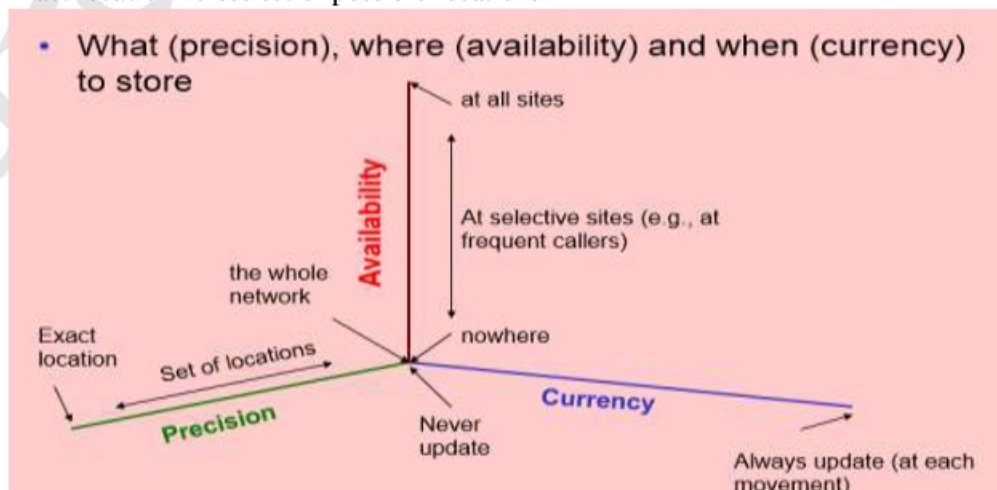 • What (precision), where (availability) and when (currency)
to store
at all sites
Availability
At selective sites (e.g., at
frequent callers)
the whole
network
nowhere
Exact
location
Set of locations
Precision
Currency
Never
update
Always update (at each
movement)